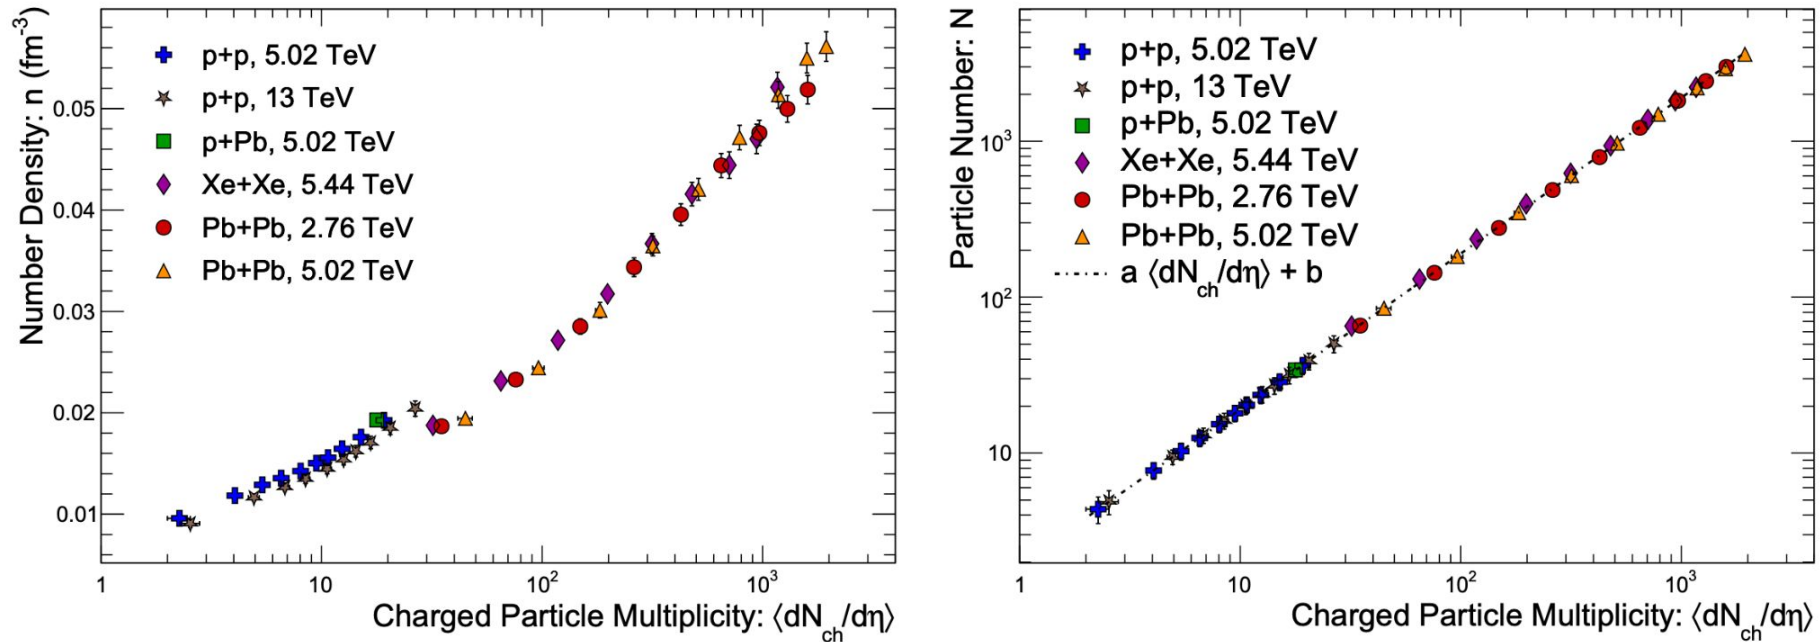 Number Density: n (fm⁻³)
0.05
0.04
0.03
0.02
0.01
p+p, 5.02 TeV
p+p, 13 TeV
p+Pb, 5.02 TeV
Xe+Xe, 5.44 TeV
Pb+Pb, 2.76 TeV
Pb+Pb, 5.02 TeV
1
10
10²
10³
Charged Particle Multiplicity: ⟨dN_ch/dη⟩
Particle Number: N
10³
10²
10
p+p, 5.02 TeV
p+p, 13 TeV
p+Pb, 5.02 TeV
Xe+Xe, 5.44 TeV
Pb+Pb, 2.76 TeV
Pb+Pb, 5.02 TeV
a ⟨dN_ch/dη⟩ + b
1
10
10²
10³
Charged Particle Multiplicity: ⟨dN_ch/dη⟩